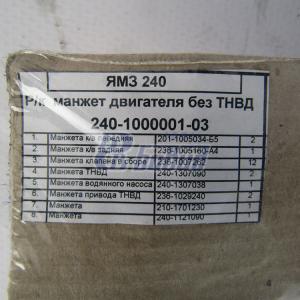 ЯМЗ 240
Р/к манжет двигателя без ТНВД
240-1000001-03
1. Манжета к/в передняя 201-1005034-Б5 2
2. Манжета к/в задняя 238-1005160-А4 1
3. Манжета клапана в сборе 236-1007262 12
4. Манжета ТНВД 240-1307090 2
5. Манжета водяного насоса 240-1307038 1
6. Манжета привода ТНВД 236-1029240 2
7. Манжета 210-1701230 1
8. Манжета 240-1121090 1